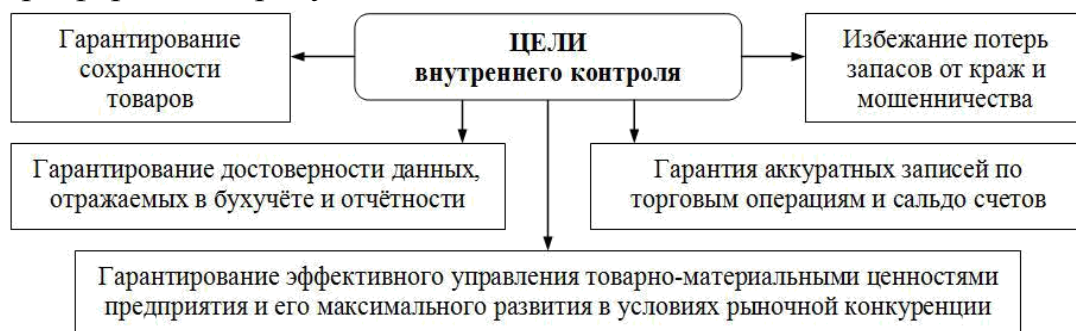 Гарантирование
сохранности
товаров
ЦЕЛИ
внутреннего контроля
Избежание потерь
запасов от краж и
мошенничества
Гарантирование достоверности данных,
отражаемых в бухучёте и отчётности
Гарантия аккуратных записей по
торговым операциям и сальдо счетов
Гарантирование эффективного управления товарно-материальными ценностями
предприятия и его максимального развития в условиях рыночной конкуренции